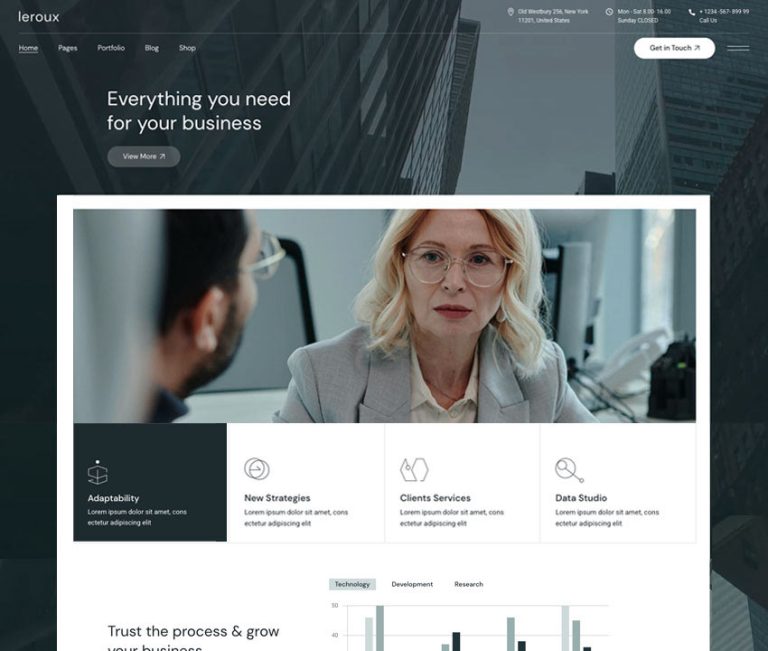 leroux
Old Westbury 256, New York
11201, United States
Mon - Sat 8.00-16.00
Sunday CLOSED
+ 1234 -567- 899 99
Call Us
Home
Pages
Portfolio
Blog
Shop
Get in Touch
Everything you need
for your business
View More
Adaptability
Lorem ipsum dolor sit amet, cons
ectetur adipiscing elit
New Strategies
Lorem ipsum dolor sit amet, cons
ectetur adipiscing elit
Clients Services
Lorem ipsum dolor sit amet, cons
ectetur adipiscing elit
Data Studio
Lorem ipsum dolor sit amet, cons
ectetur adipiscing elit
Technology
Development
Research
50
40
Trust the process & grow
your business